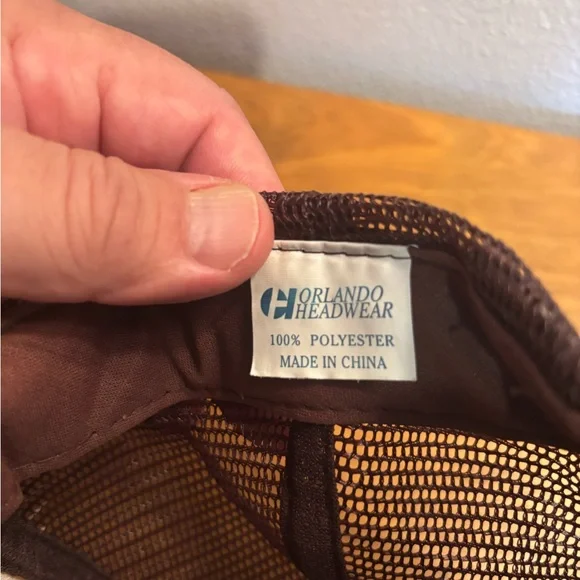 ORLANDO
HEADWEAR
100% POLYESTER
MADE IN CHINA